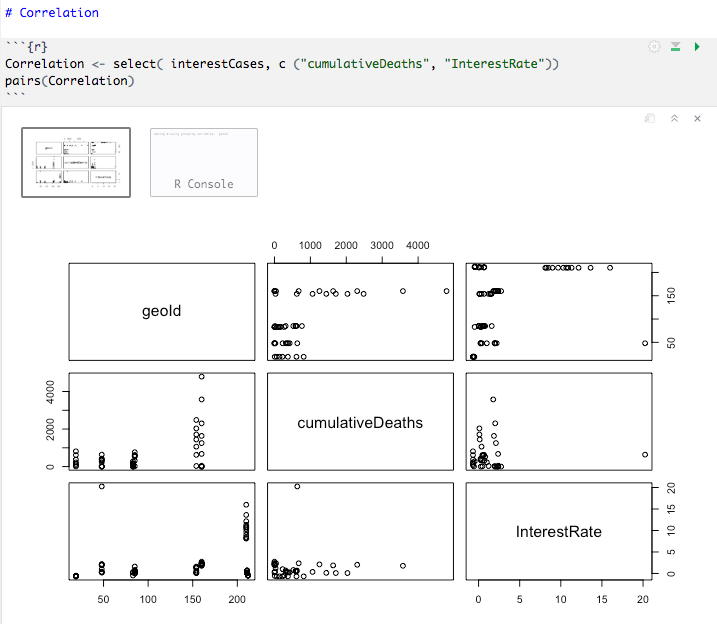 # Correlation
```{r}
Correlation <- select( interestCases, c ("cumulativeDeaths", "InterestRate"))
pairs(Correlation)
```
R Console
0 1000 2000 3000 4000
geoId
50 150
0 2000 4000
cumulativeDeaths
InterestRate
0 5 10 15 20
50 100 150 200
0 5 10 15 20